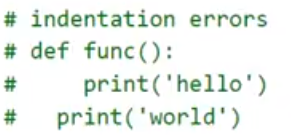 # indentation errors
# def func():
#     print('hello')
#   print('world')